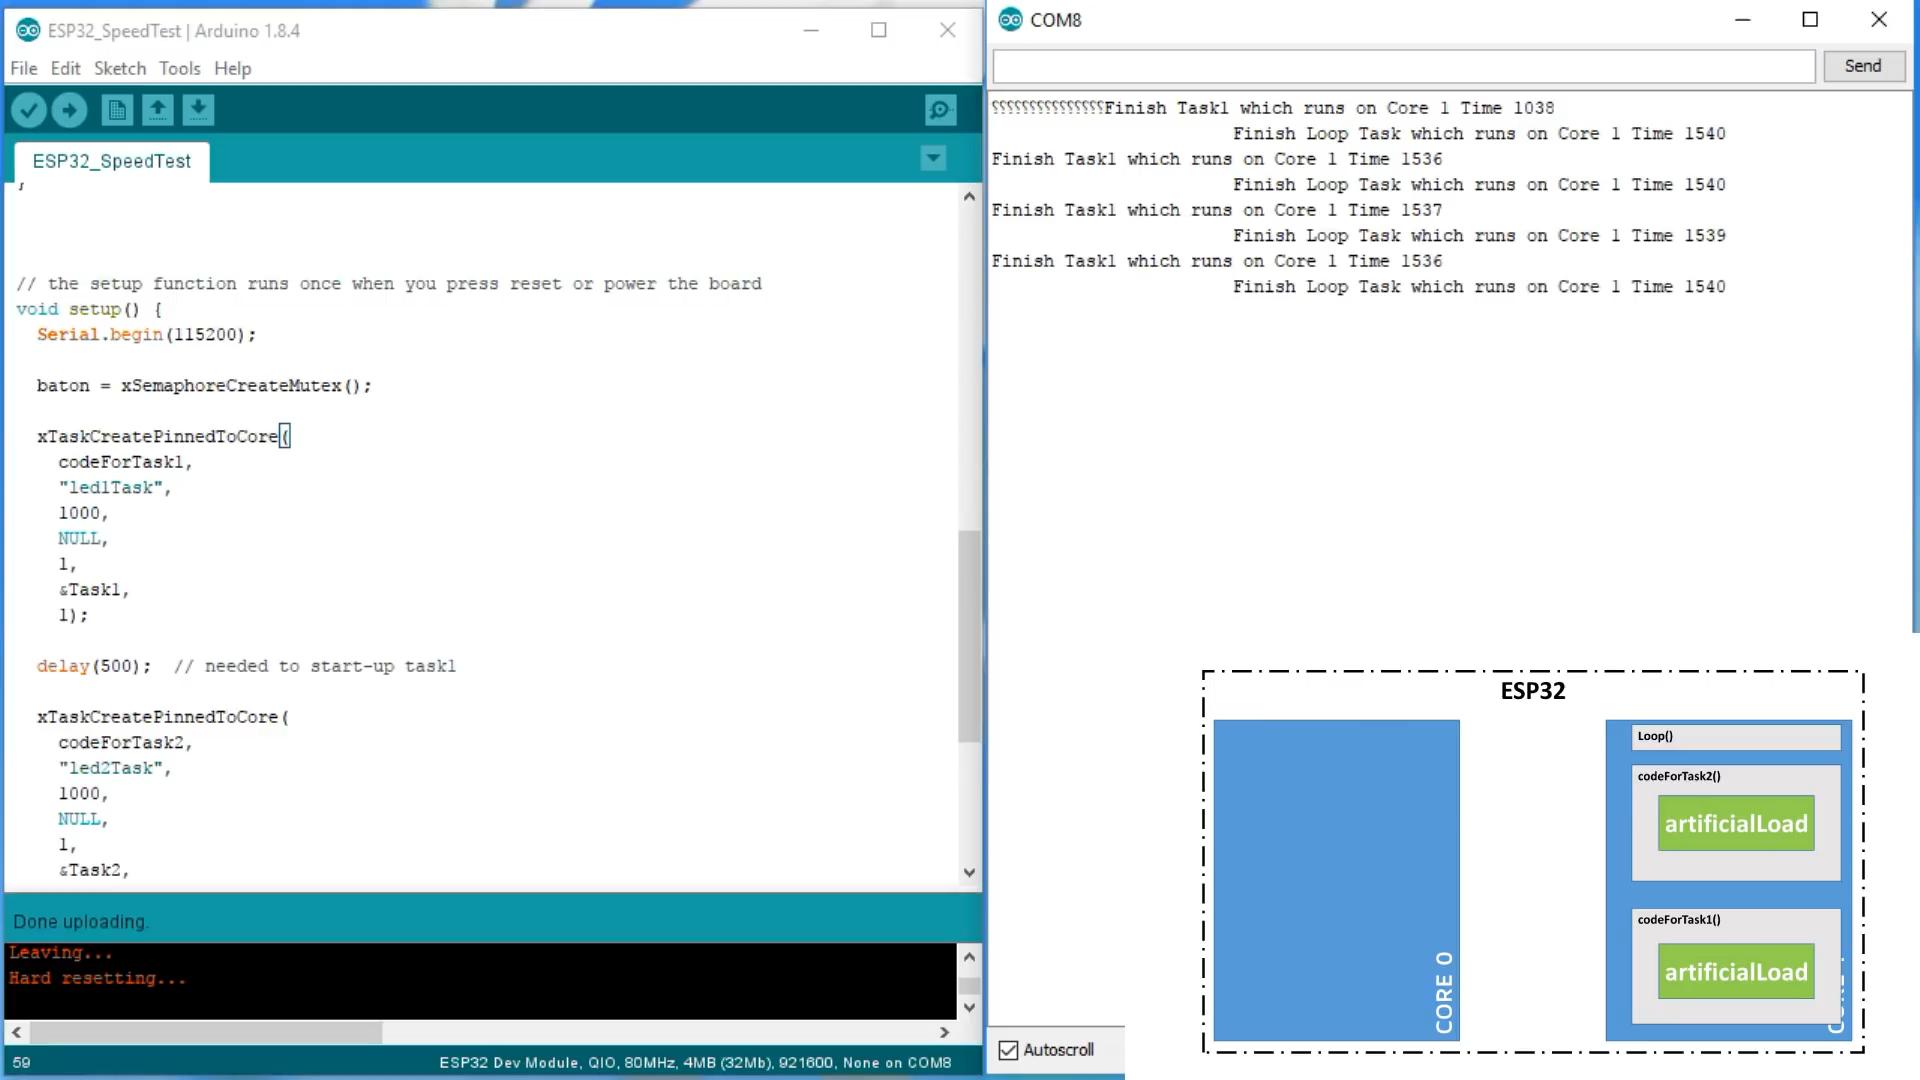 ESP32_SpeedTest | Arduino 1.8.4
File Edit Sketch Tools Help
ESP32_SpeedTest
// the setup function runs once when you press reset or power the board
void setup() {
Serial.begin(115200);
baton = xSemaphoreCreateMutex();
xTaskCreatePinnedToCore(
codeForTask1,
"led1Task",
1000,
NULL,
1,
&Task1,
1);
delay(500);  // needed to start-up task1
xTaskCreatePinnedToCore(
codeForTask2,
"led2Task",
1000,
NULL,
1,
&Task2,
Done uploading.
Leaving...
Hard resetting...
59
ESP32 Dev Module, QIO, 80MHz, 4MB (32Mb), 921600, None on COM8
COM8
Send
⸮⸮⸮⸮⸮⸮⸮⸮⸮⸮⸮⸮⸮⸮⸮Finish Task1 which runs on Core 1 Time 1038
Finish Loop Task which runs on Core 1 Time 1540
Finish Task1 which runs on Core 1 Time 1536
Finish Loop Task which runs on Core 1 Time 1540
Finish Task1 which runs on Core 1 Time 1537
Finish Loop Task which runs on Core 1 Time 1539
Finish Task1 which runs on Core 1 Time 1536
Finish Loop Task which runs on Core 1 Time 1540
Autoscroll
ESP32
CORE 0
Loop()
codeForTask2()
artificialLoad
codeForTask1()
artificialLoad